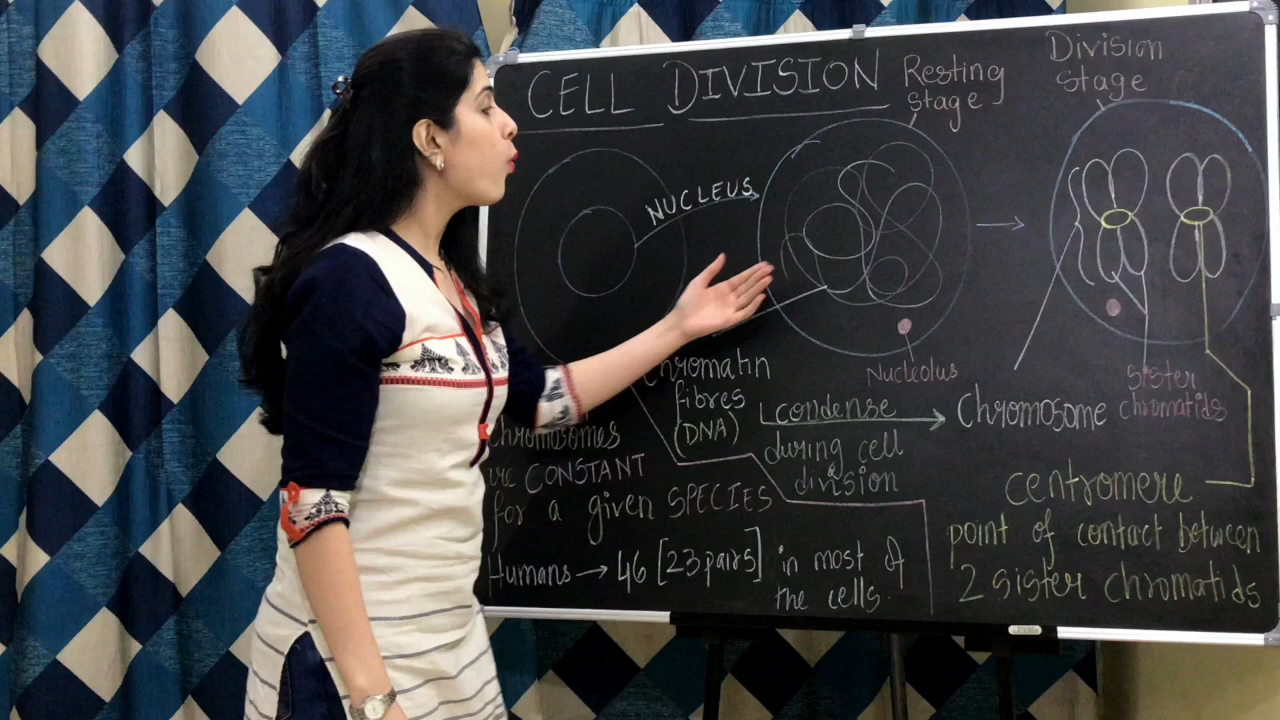 CELL DIVISION
Resting
stage
Division
stage
NUCLEUS
Nucleolus
Chromatin
fibres
(DNA)
condense
during cell
division
Chromosome
sister
chromatids
centromere
point of contact between
2 sister chromatids
chromosomes
are CONSTANT
for a given SPECIES
Humans → 46 [23 pairs] in most of
the cells.